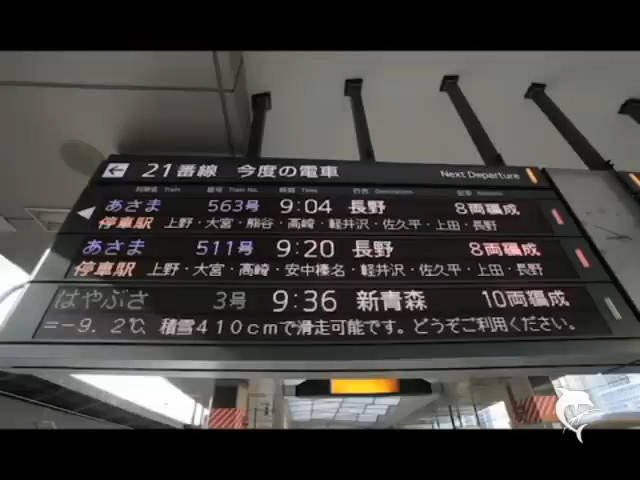 21番線 今度の電車 Next Departure
列車名 Train 番号 Train No. 時刻 Time 行先 Destination 記事 Remarks
あさま 563号 9:04 長野 8両編成
停車駅 上野・大宮・熊谷・高崎・軽井沢・佐久平・上田・長野
あさま 511号 9:20 長野 8両編成
停車駅 上野・大宮・高崎・安中榛名・軽井沢・佐久平・上田・長野
はやぶさ 3号 9:36 新青森 10両編成
=-9.2℃、積雪410cmで滑走可能です。どうぞご利用ください。